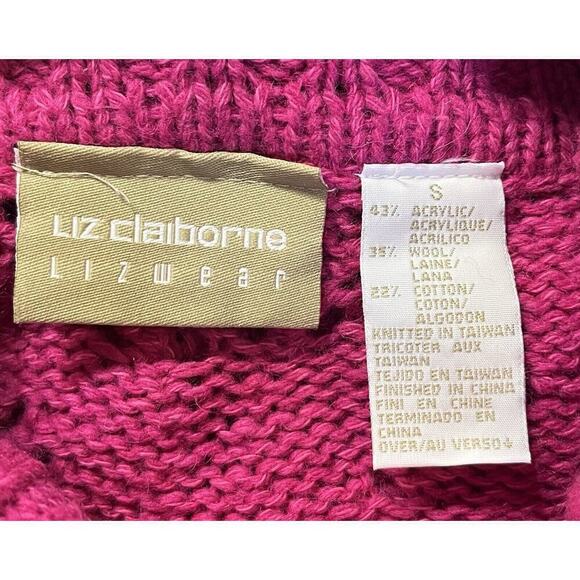 Liz claiborne
LIZwear
S
43% ACRYLIC/
ACRYLIQUE/
ACRILICO
35% WOOL/
LAINE/
LANA
22% COTTON/
COTON/
ALGODON
KNITTED IN TAIWAN
TRICOTER AUX
TAIWAN
TEJIDO EN TAIWAN
FINISHED IN CHINA
FINI EN CHINE
TERMINADO EN
CHINA
OVER/AU VERSO↓